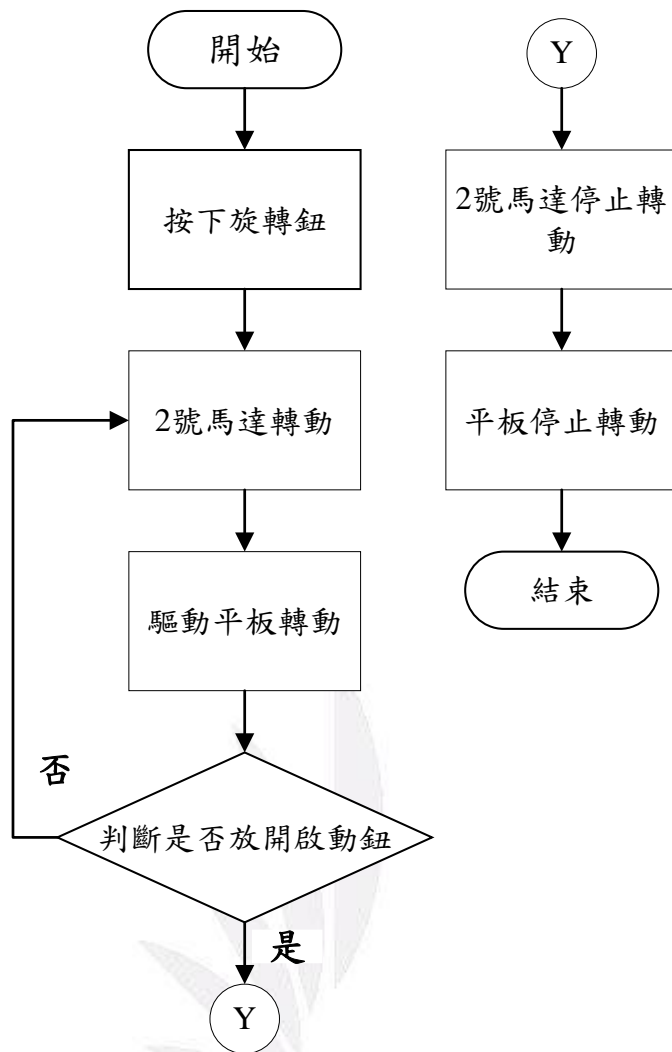 開始
按下旋轉鈕
2號馬達轉動
驅動平板轉動
否
判斷是否放開啟動鈕
是
Y
Y
2號馬達停止轉
動
平板停止轉動
結束